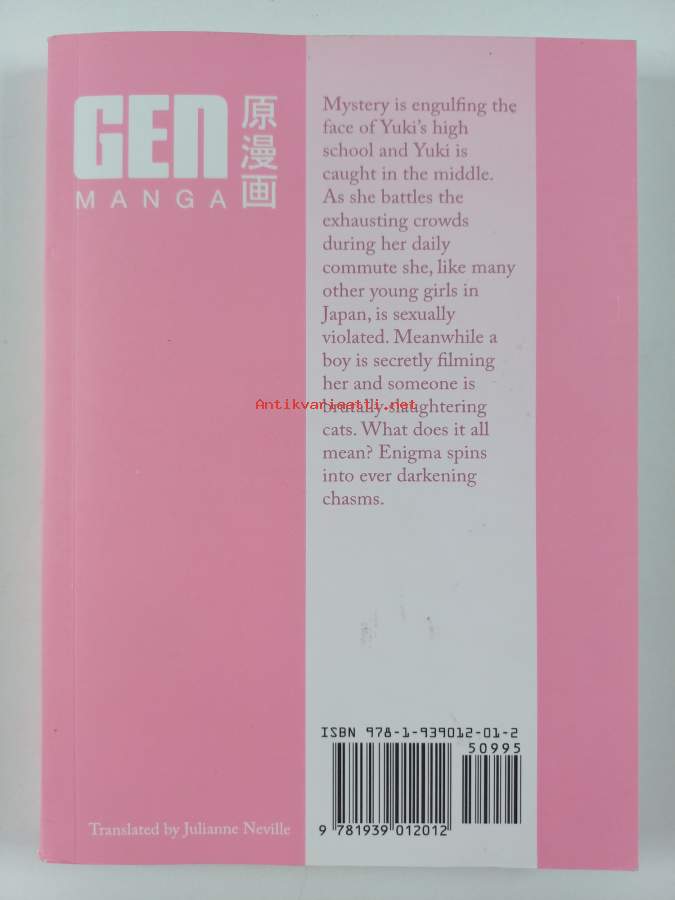 GEN
MANGA
原漫画
Mystery is engulfing the
face of Yuki's high
school and Yuki is
caught in the middle.
As she battles the
exhausting crowds
during her daily
commute she, like many
other young girls in
Japan, is sexually
violated. Meanwhile a
boy is secretly filming
her and someone is
brutally slaughtering
Antikvariaatti.net
cats. What does it all
mean? Enigma spins
into ever darkening
chasms.
ISBN 978-1-939012-01-2
50995
9 781939 012012
Translated by Julianne Neville